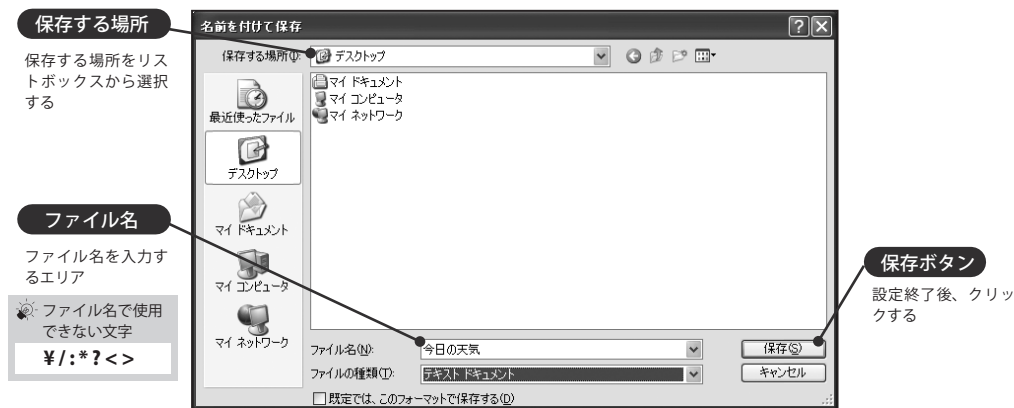 保存する場所
保存する場所をリス
トボックスから選択
する
ファイル名
ファイル名を入力す
るエリア
ファイル名で使用
できない文字
¥/:*?<>
名前を付けて保存
保存する場所(I):
デスクトップ
最近使ったファイル
デスクトップ
マイ ドキュメント
マイ コンピュータ
マイ ネットワーク
マイ ドキュメント
マイ コンピュータ
マイ ネットワーク
ファイル名(N):
今日の天気
保存(S)
ファイルの種類(T):
テキスト ドキュメント
キャンセル
既定では、このフォーマットで保存する(D)
保存ボタン
設定終了後、クリッ
クする